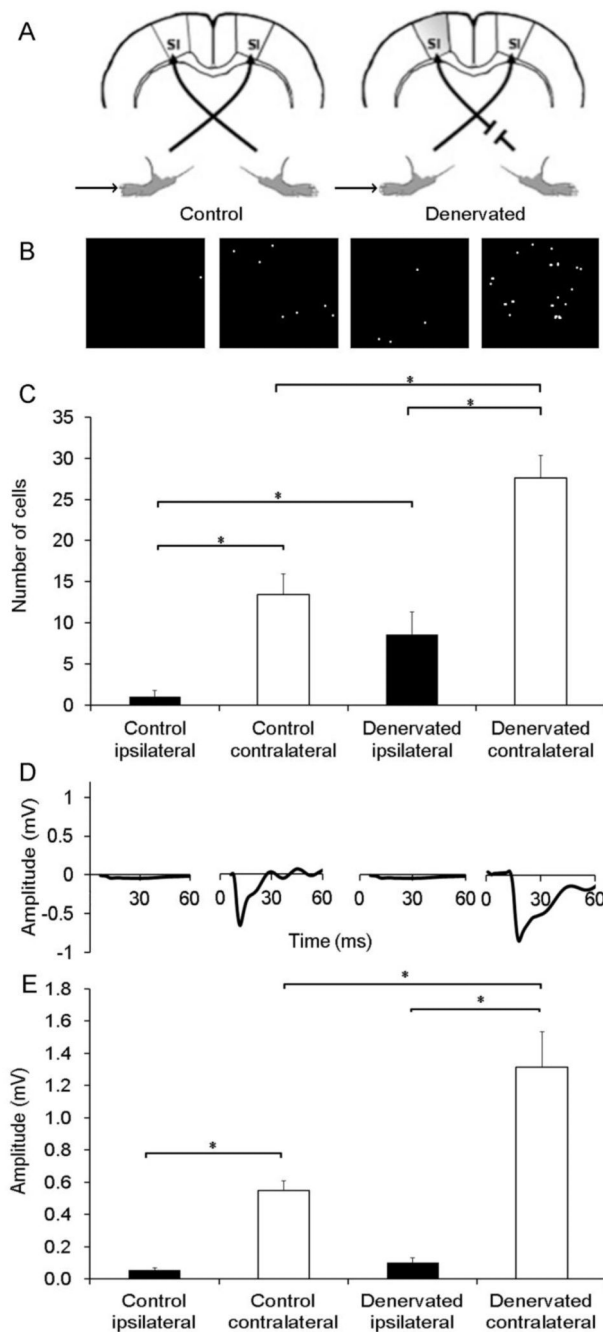 A
SI SI SI SI
Control Denervated
B
C
* * * *
Number of cells
35
30
25
20
15
10
5
0
Control ipsilateral Control contralateral Denervated ipsilateral Denervated contralateral
D
Amplitude (mV)
1
0.5
0
-0.5
-1
0 30 60 0 30 60 0 30 60 0 30 60
Time (ms)
E
* * *
Amplitude (mV)
1.8
1.6
1.4
1.2
1.0
0.8
0.6
0.4
0.2
0.0
Control ipsilateral Control contralateral Denervated ipsilateral Denervated contralateral